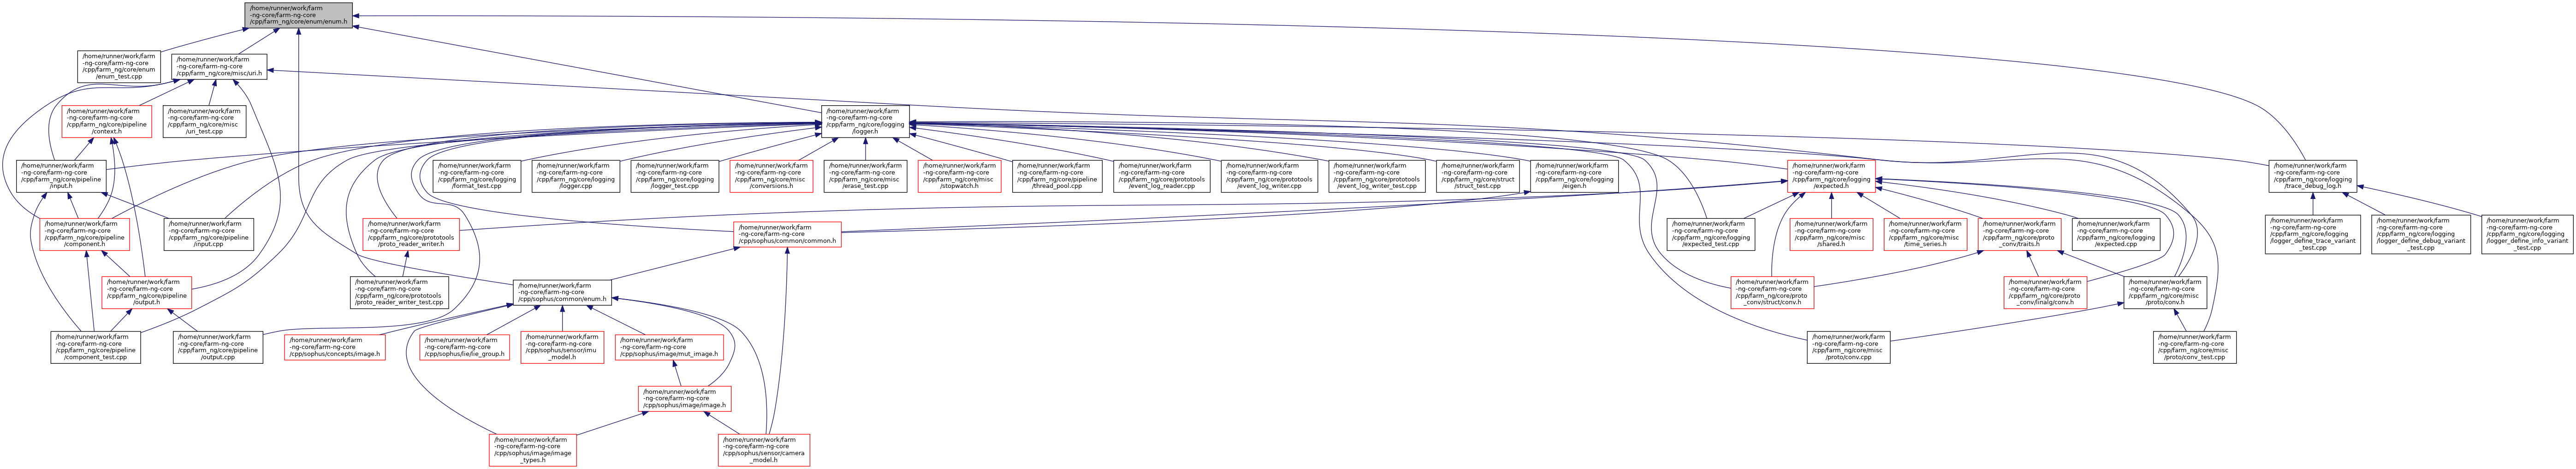 /home/runner/work/farm
-ng-core/farm-ng-core
/cpp/farm_ng/core/enum/enum.h
/home/runner/work/farm
-ng-core/farm-ng-core
/cpp/farm_ng/core/enum
/enum_test.cpp
/home/runner/work/farm
-ng-core/farm-ng-core
/cpp/farm_ng/core/misc/uri.h
/home/runner/work/farm
-ng-core/farm-ng-core
/cpp/farm_ng/core/pipeline
/context.h
/home/runner/work/farm
-ng-core/farm-ng-core
/cpp/farm_ng/core/misc
/uri_test.cpp
/home/runner/work/farm
-ng-core/farm-ng-core
/cpp/farm_ng/core/logging
/logger.h
/home/runner/work/farm
-ng-core/farm-ng-core
/cpp/farm_ng/core/pipeline
/input.h
/home/runner/work/farm
-ng-core/farm-ng-core
/cpp/farm_ng/core/logging
/format_test.cpp
/home/runner/work/farm
-ng-core/farm-ng-core
/cpp/farm_ng/core/logging
/logger.cpp
/home/runner/work/farm
-ng-core/farm-ng-core
/cpp/farm_ng/core/logging
/logger_test.cpp
/home/runner/work/farm
-ng-core/farm-ng-core
/cpp/farm_ng/core/misc
/conversions.h
/home/runner/work/farm
-ng-core/farm-ng-core
/cpp/farm_ng/core/misc
/erase_test.cpp
/home/runner/work/farm
-ng-core/farm-ng-core
/cpp/farm_ng/core/misc
/stopwatch.h
/home/runner/work/farm
-ng-core/farm-ng-core
/cpp/farm_ng/core/pipeline
/thread_pool.cpp
/home/runner/work/farm
-ng-core/farm-ng-core
/cpp/farm_ng/core/prototools
/event_log_reader.cpp
/home/runner/work/farm
-ng-core/farm-ng-core
/cpp/farm_ng/core/prototools
/event_log_writer.cpp
/home/runner/work/farm
-ng-core/farm-ng-core
/cpp/farm_ng/core/prototools
/event_log_writer_test.cpp
/home/runner/work/farm
-ng-core/farm-ng-core
/cpp/farm_ng/core/struct
/struct_test.cpp
/home/runner/work/farm
-ng-core/farm-ng-core
/cpp/farm_ng/core/logging
/eigen.h
/home/runner/work/farm
-ng-core/farm-ng-core
/cpp/farm_ng/core/logging
/expected.h
/home/runner/work/farm
-ng-core/farm-ng-core
/cpp/farm_ng/core/logging
/trace_debug_log.h
/home/runner/work/farm
-ng-core/farm-ng-core
/cpp/farm_ng/core/pipeline
/component.h
/home/runner/work/farm
-ng-core/farm-ng-core
/cpp/farm_ng/core/pipeline
/input.cpp
/home/runner/work/farm
-ng-core/farm-ng-core
/cpp/farm_ng/core/prototools
/proto_reader_writer.h
/home/runner/work/farm
-ng-core/farm-ng-core
/cpp/sophus/common/common.h
/home/runner/work/farm
-ng-core/farm-ng-core
/cpp/farm_ng/core/logging
/expected_test.cpp
/home/runner/work/farm
-ng-core/farm-ng-core
/cpp/farm_ng/core/misc
/shared.h
/home/runner/work/farm
-ng-core/farm-ng-core
/cpp/farm_ng/core/misc
/time_series.h
/home/runner/work/farm
-ng-core/farm-ng-core
/cpp/farm_ng/core/proto
_conv/traits.h
/home/runner/work/farm
-ng-core/farm-ng-core
/cpp/farm_ng/core/logging
/expected.cpp
/home/runner/work/farm
-ng-core/farm-ng-core
/cpp/farm_ng/core/logging
/logger_define_trace_variant
_test.cpp
/home/runner/work/farm
-ng-core/farm-ng-core
/cpp/farm_ng/core/logging
/logger_define_debug_variant
_test.cpp
/home/runner/work/farm
-ng-core/farm-ng-core
/cpp/farm_ng/core/logging
/logger_define_info_variant
_test.cpp
/home/runner/work/farm
-ng-core/farm-ng-core
/cpp/farm_ng/core/pipeline
/output.h
/home/runner/work/farm
-ng-core/farm-ng-core
/cpp/farm_ng/core/prototools
/proto_reader_writer_test.cpp
/home/runner/work/farm
-ng-core/farm-ng-core
/cpp/sophus/common/enum.h
/home/runner/work/farm
-ng-core/farm-ng-core
/cpp/farm_ng/core/proto
_conv/struct/conv.h
/home/runner/work/farm
-ng-core/farm-ng-core
/cpp/farm_ng/core/proto
_conv/linalg/conv.h
/home/runner/work/farm
-ng-core/farm-ng-core
/cpp/farm_ng/core/misc
/proto/conv.h
/home/runner/work/farm
-ng-core/farm-ng-core
/cpp/farm_ng/core/pipeline
/component_test.cpp
/home/runner/work/farm
-ng-core/farm-ng-core
/cpp/farm_ng/core/pipeline
/output.cpp
/home/runner/work/farm
-ng-core/farm-ng-core
/cpp/sophus/concepts/image.h
/home/runner/work/farm
-ng-core/farm-ng-core
/cpp/sophus/lie/lie_group.h
/home/runner/work/farm
-ng-core/farm-ng-core
/cpp/sophus/sensor/imu
_model.h
/home/runner/work/farm
-ng-core/farm-ng-core
/cpp/sophus/image/mut_image.h
/home/runner/work/farm
-ng-core/farm-ng-core
/cpp/farm_ng/core/misc
/proto/conv.cpp
/home/runner/work/farm
-ng-core/farm-ng-core
/cpp/farm_ng/core/misc
/proto/conv_test.cpp
/home/runner/work/farm
-ng-core/farm-ng-core
/cpp/sophus/image/image.h
/home/runner/work/farm
-ng-core/farm-ng-core
/cpp/sophus/image/image
_types.h
/home/runner/work/farm
-ng-core/farm-ng-core
/cpp/sophus/sensor/camera
_model.h